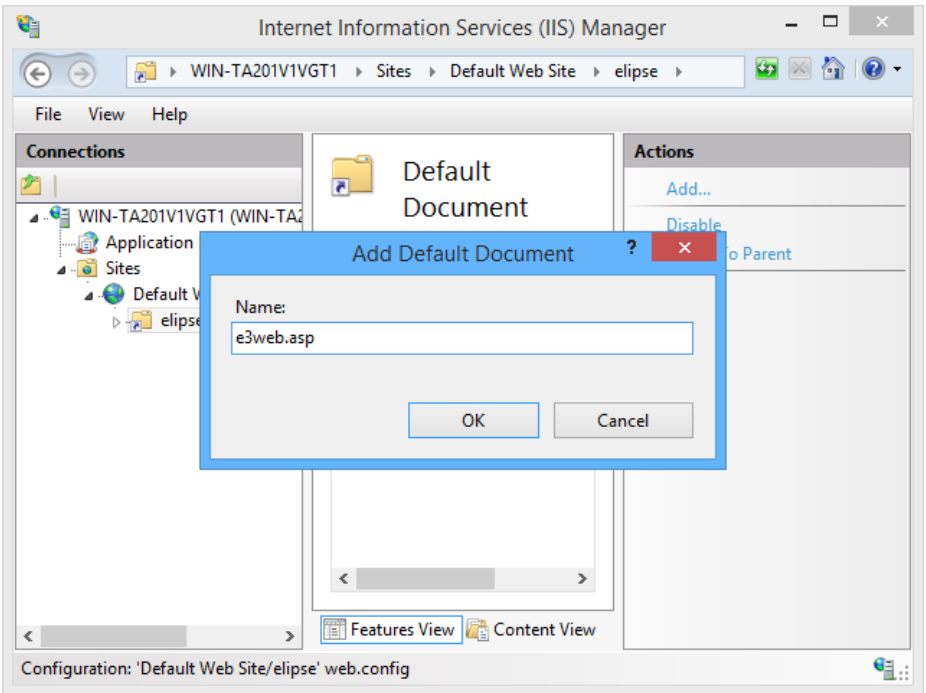 Internet Information Services (IIS) Manager
WIN-TA201V1VGT1 Sites Default Web Site elipse
File View Help
Connections
WIN-TA201V1VGT1 (WIN-TA2
Application
Sites
Default W
elipse
Default
Document
Actions
Add...
Disable
To Parent
Add Default Document ?
Name:
e3web.asp
OK Cancel
Features View Content View
Configuration: 'Default Web Site/elipse' web.config